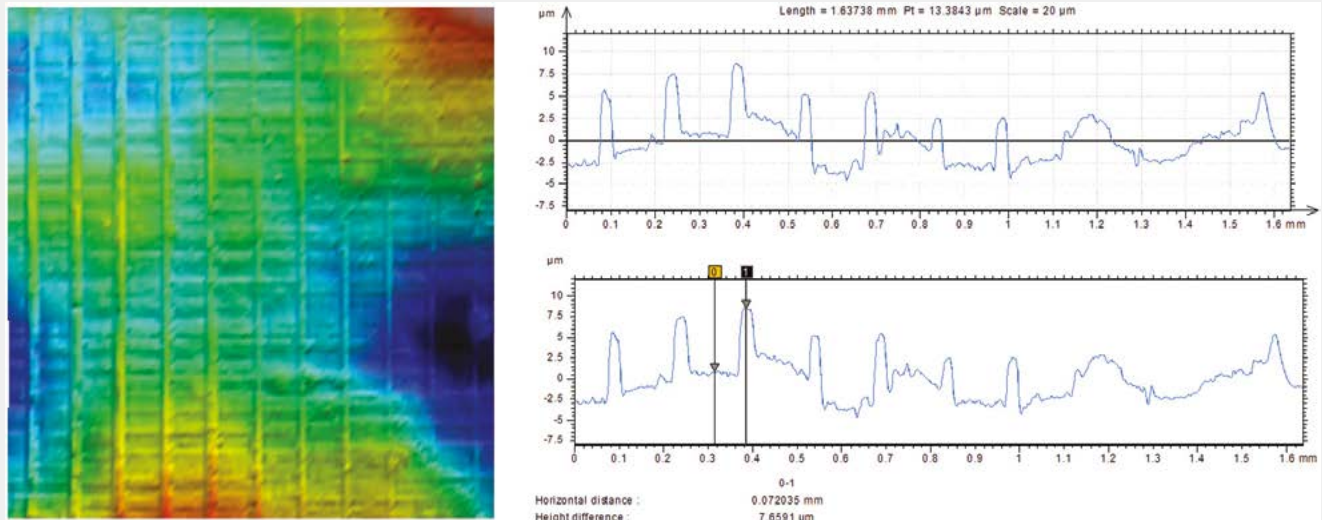 Length = 1.63738 mm Pt = 13.3843 µm Scale = 20 µm
µm
10
7.5
5
2.5
0
-2.5
-5
-7.5
0 0.1 0.2 0.3 0.4 0.5 0.6 0.7 0.8 0.9 1 1.1 1.2 1.3 1.4 1.5 1.6 mm
µm
0 1
10
7.5
5
2.5
0
-2.5
-5
-7.5
0 0.1 0.2 0.3 0.4 0.5 0.6 0.7 0.8 0.9 1 1.1 1.2 1.3 1.4 1.5 1.6 mm
0-1
Horizontal distance : 0.072035 mm
Height difference : 7.6591 µm